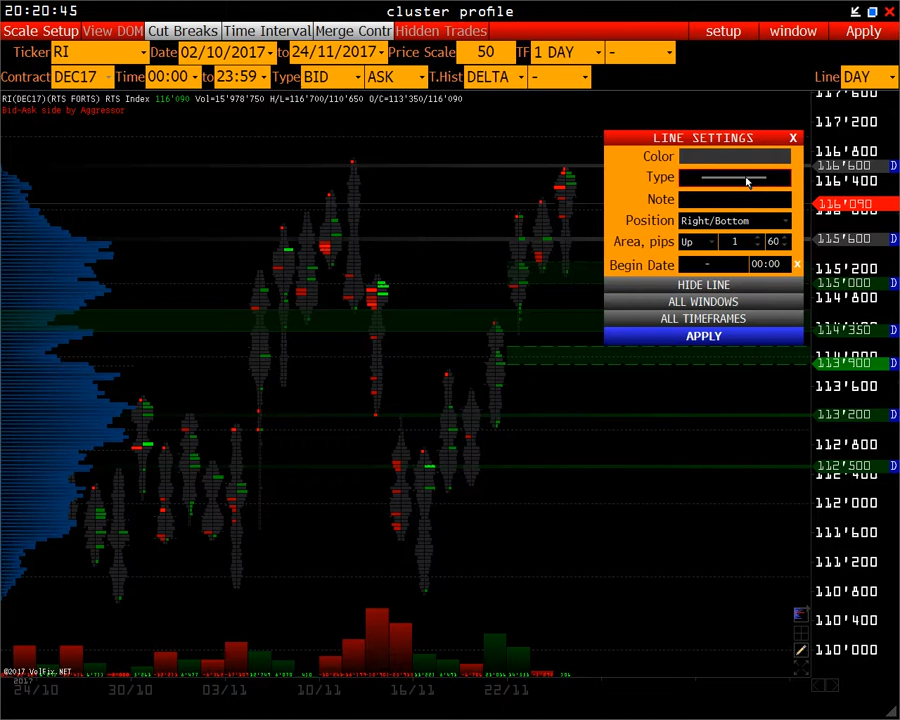 20:20:45 cluster profile
Scale Setup View DOM Cut Breaks Time Interval Merge Contr Hidden Trades setup window Apply
Ticker RI Date 02/10/2017 to 24/11/2017 Price Scale 50 TF 1 DAY -
Contract DEC17 Time 00:00 to 23:59 Type BID ASK T.Hist DELTA - Line DAY
RI(DEC17)(RTS FORTS) RTS Index 116'090 Vol=15'978'750 H/L=116'700/110'650 O/C=113'350/116'090
Bid-Ask side by Aggressor
117'600
117'200
LINE SETTINGS X
116'800
Color
116'600 D
Type
116'400
Note
116'090
Position Right/Bottom
115'600 D
Area, pips Up 1 60
Begin Date - 00:00 x
115'200
HIDE LINE
115'000 D
114'800
ALL WINDOWS
ALL TIMEFRAMES
114'350 D
APPLY
114'000
113'900 D
113'600
113'200 D
112'800
112'500 D
112'400
112'000
111'600
111'200
110'800
110'400
110'000
©2017 VolFix.NET
2017
24/10 30/10 03/11 10/11 16/11 22/11